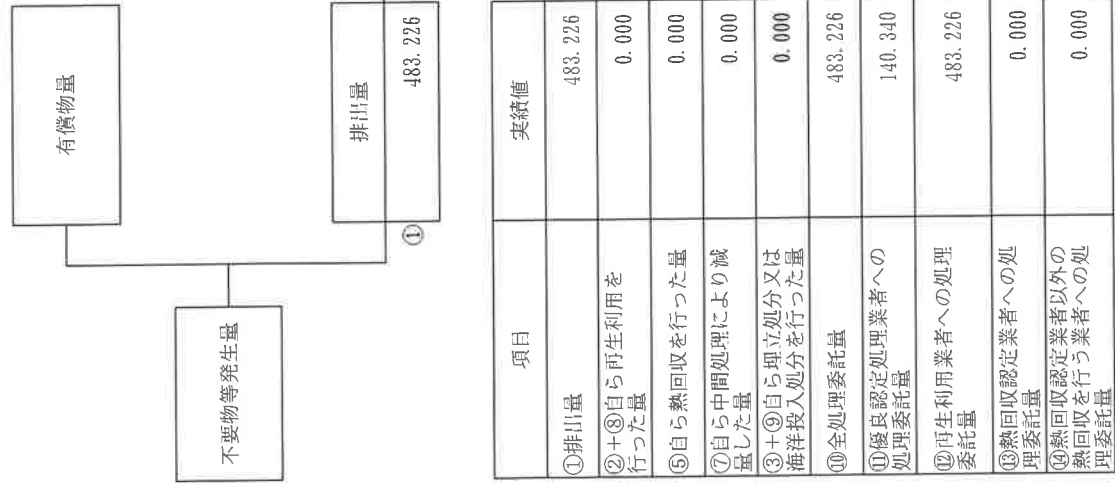 不要物等発生量
有償物量
排出量
①
483.226
項目
実績値
①排出量
483.226
②+⑧自ら再生利用を
行った量
0.000
⑤自ら熱回収を行った量
0.000
⑦自ら中間処理により減
量した量
0.000
③+⑨自ら埋立処分又は
海洋投入処分を行った量
0.000
⑩全処理委託量
483.226
⑪優良認定処理業者への
処理委託量
140.340
⑫再生利用業者への処理
委託量
483.226
⑬熱回収認定業者への処
理委託量
0.000
⑭熱回収認定業者以外の
熱回収を行う業者への処
理委託量
0.000